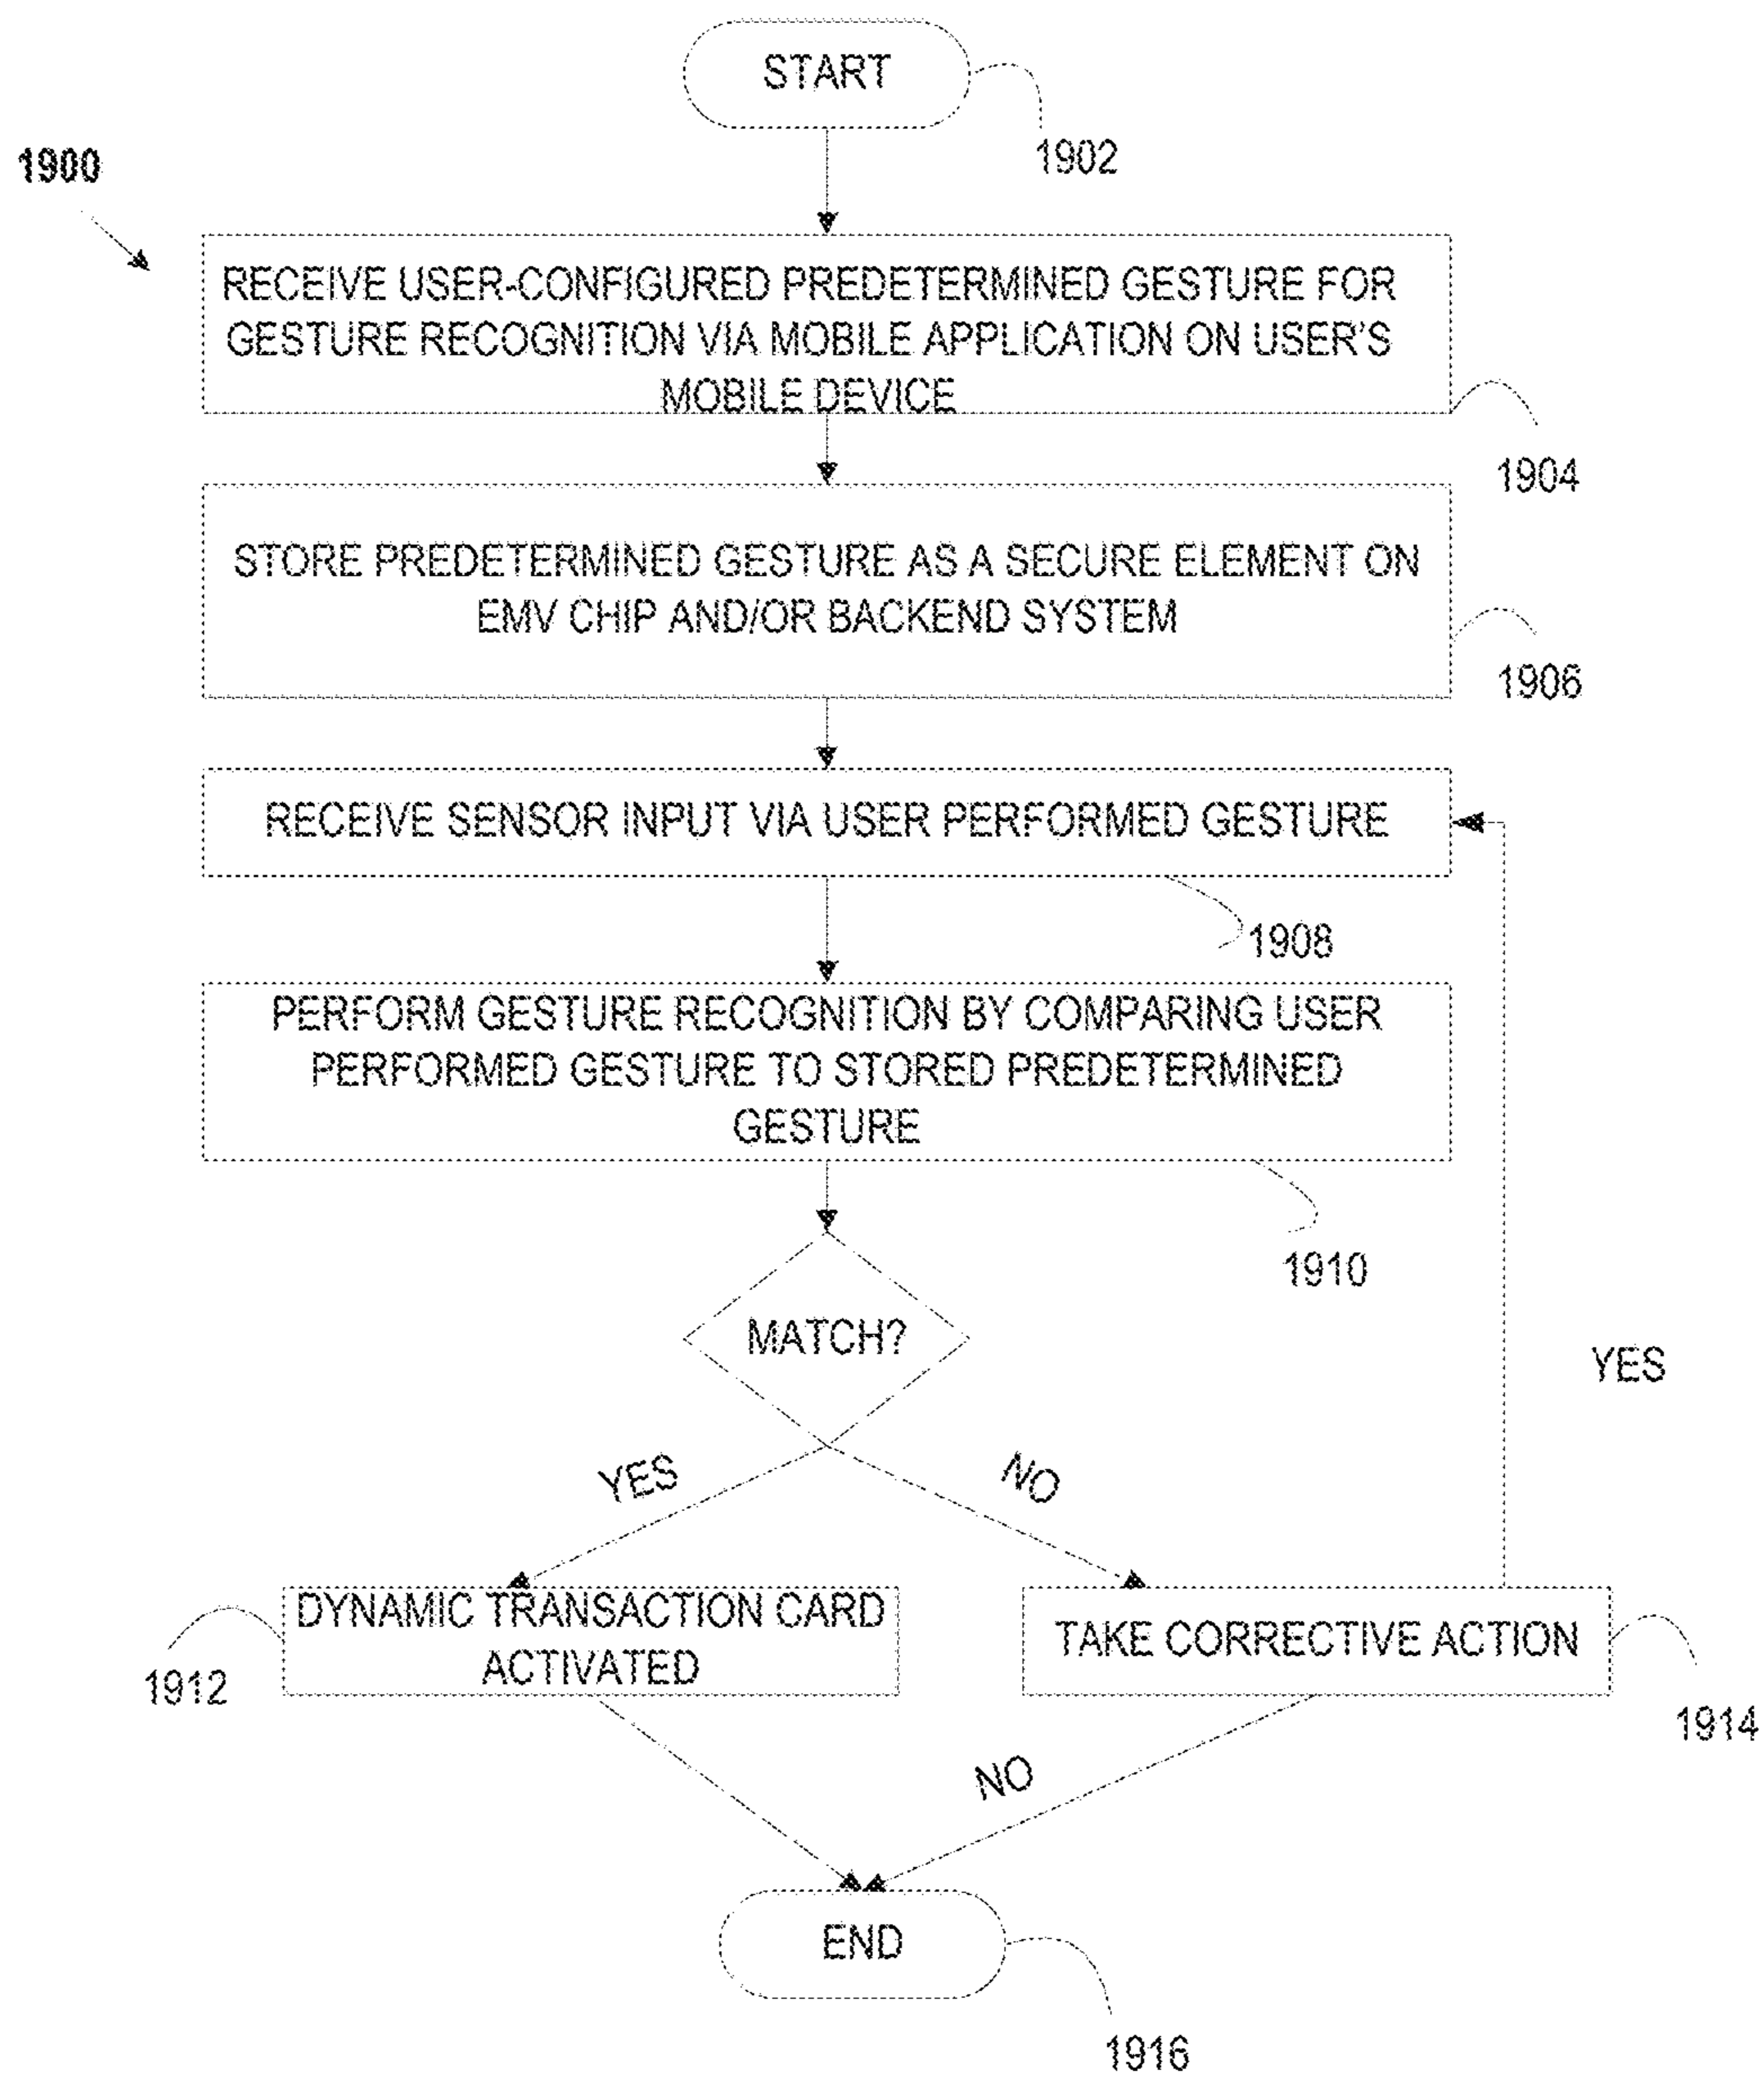 START
1902
1900
RECEIVE USER-CONFIGURED PREDETERMINED GESTURE FOR
GESTURE RECOGNITION VIA MOBILE APPLICATION ON USER'S
MOBILE DEVICE
1904
STORE PREDETERMINED GESTURE AS A SECURE ELEMENT ON
EMV CHIP AND/OR BACKEND SYSTEM
1906
RECEIVE SENSOR INPUT VIA USER PERFORMED GESTURE
1908
PERFORM GESTURE RECOGNITION BY COMPARING USER
PERFORMED GESTURE TO STORED PREDETERMINED
GESTURE
1910
MATCH?
YES
YES
NO
DYNAMIC TRANSACTION CARD
ACTIVATED
1912
TAKE CORRECTIVE ACTION
1914
NO
END
1916